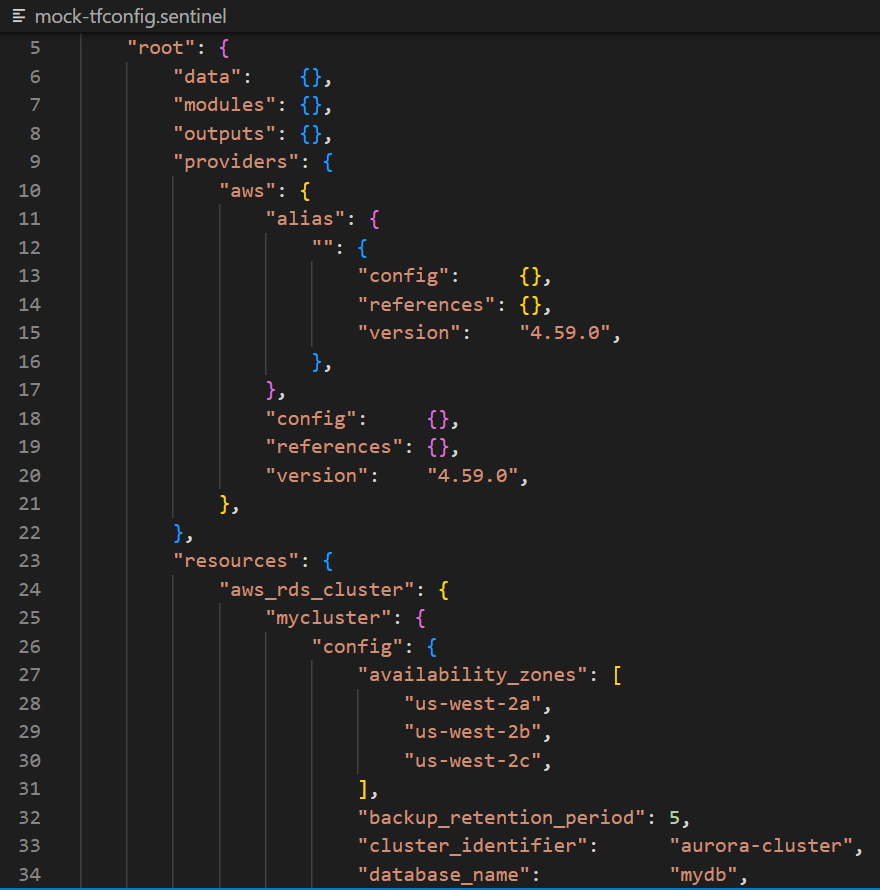 mock-tfconfig.sentinel
5 "root": {
6 "data":    {},
7 "modules": {},
8 "outputs": {},
9 "providers": {
10 "aws": {
11 "alias": {
12 "": {
13 "config":     {},
14 "references": {},
15 "version":    "4.59.0",
16 },
17 },
18 "config":     {},
19 "references": {},
20 "version":    "4.59.0",
21 },
22 },
23 "resources": {
24 "aws_rds_cluster": {
25 "mycluster": {
26 "config": {
27 "availability_zones": [
28 "us-west-2a",
29 "us-west-2b",
30 "us-west-2c",
31 ],
32 "backup_retention_period": 5,
33 "cluster_identifier":      "aurora-cluster",
34 "database_name":           "mydb",